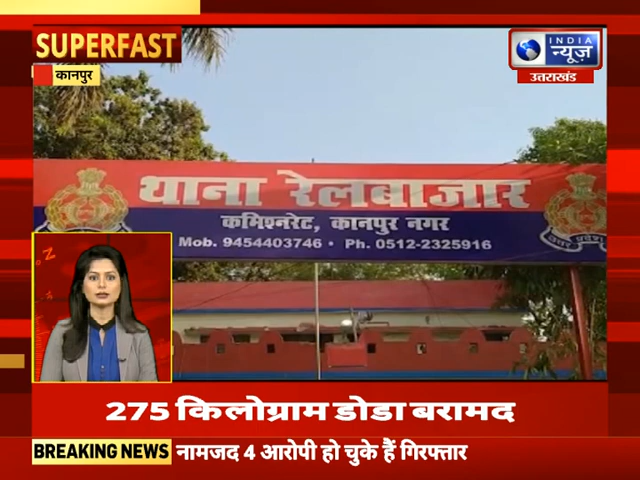 SUPERFAST
कानपुर
INDIA
न्यूज़
उत्तराखंड
थाना रेलबाजार
कमिश्नरेट, कानपुर नगर
Mob. 9454403746 • Ph. 0512-2325916
275 किलोग्राम डोडा बरामद
BREAKING NEWS नामजद 4 आरोपी हो चुके हैं गिरफ्तार